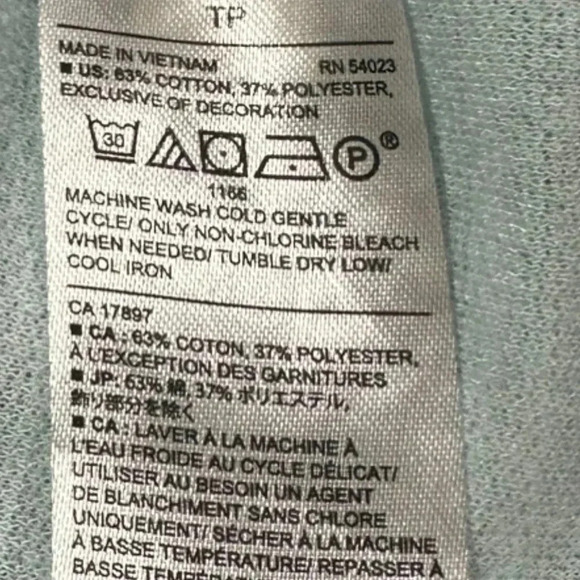 TP
MADE IN VIETNAM RN 54023
■ US: 63% COTTON, 37% POLYESTER,
EXCLUSIVE OF DECORATION
30 P ®
1166
MACHINE WASH COLD GENTLE
CYCLE/ ONLY NON-CHLORINE BLEACH
WHEN NEEDED/ TUMBLE DRY LOW/
COOL IRON
CA 17897
■ CA : 63% COTON, 37% POLYESTER,
À L'EXCEPTION DES GARNITURES
■ JP: 63% 綿, 37% ポリエステル,
飾り部分を除く
■ CA : LAVER À LA MACHINE À
L'EAU FROIDE AU CYCLE DÉLICAT/
UTILISER AU BESOIN UN AGENT
DE BLANCHIMENT SANS CHLORE
UNIQUEMENT/ SÉCHER À LA MACHINE
À BASSE TEMPÉRATURE/ REPASSER À
BASSE